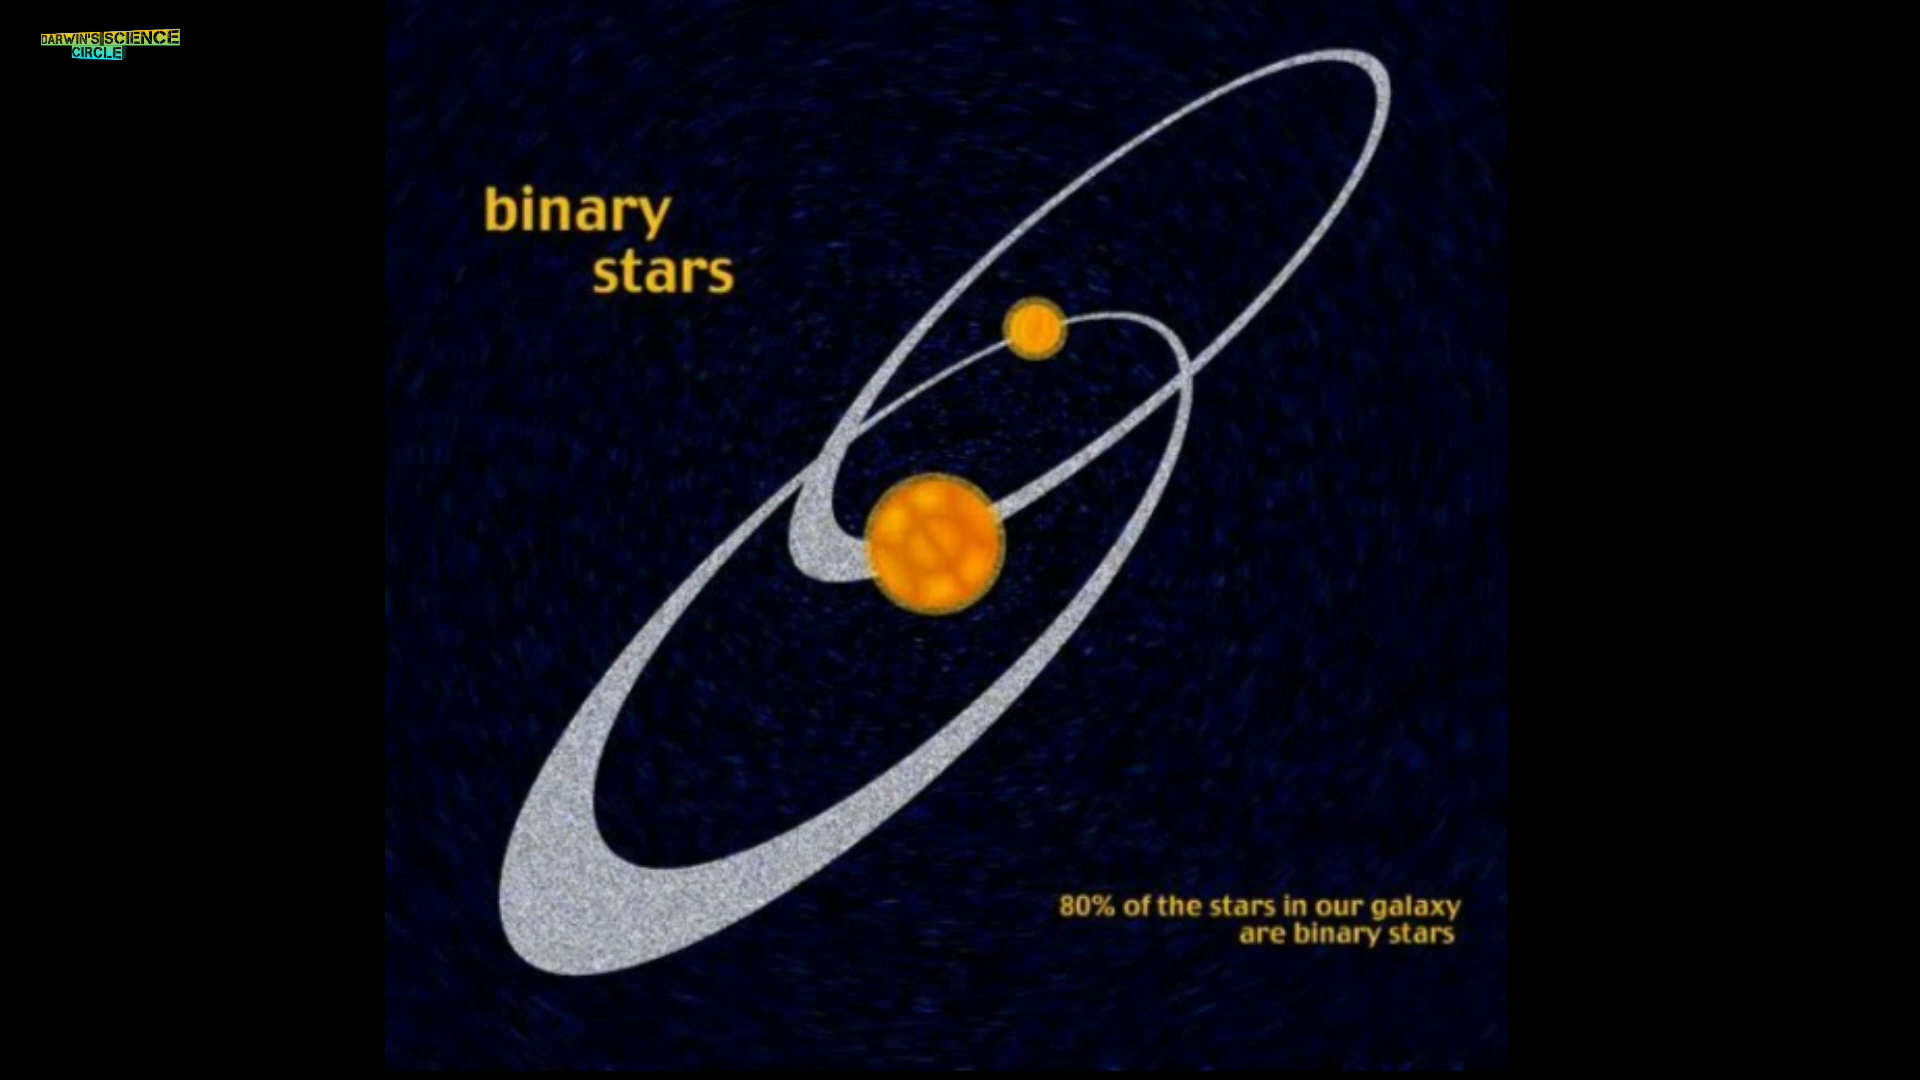 DARWIN'S SCIENCE
CIRCLE
binary
stars
80% of the stars in our galaxy
are binary stars